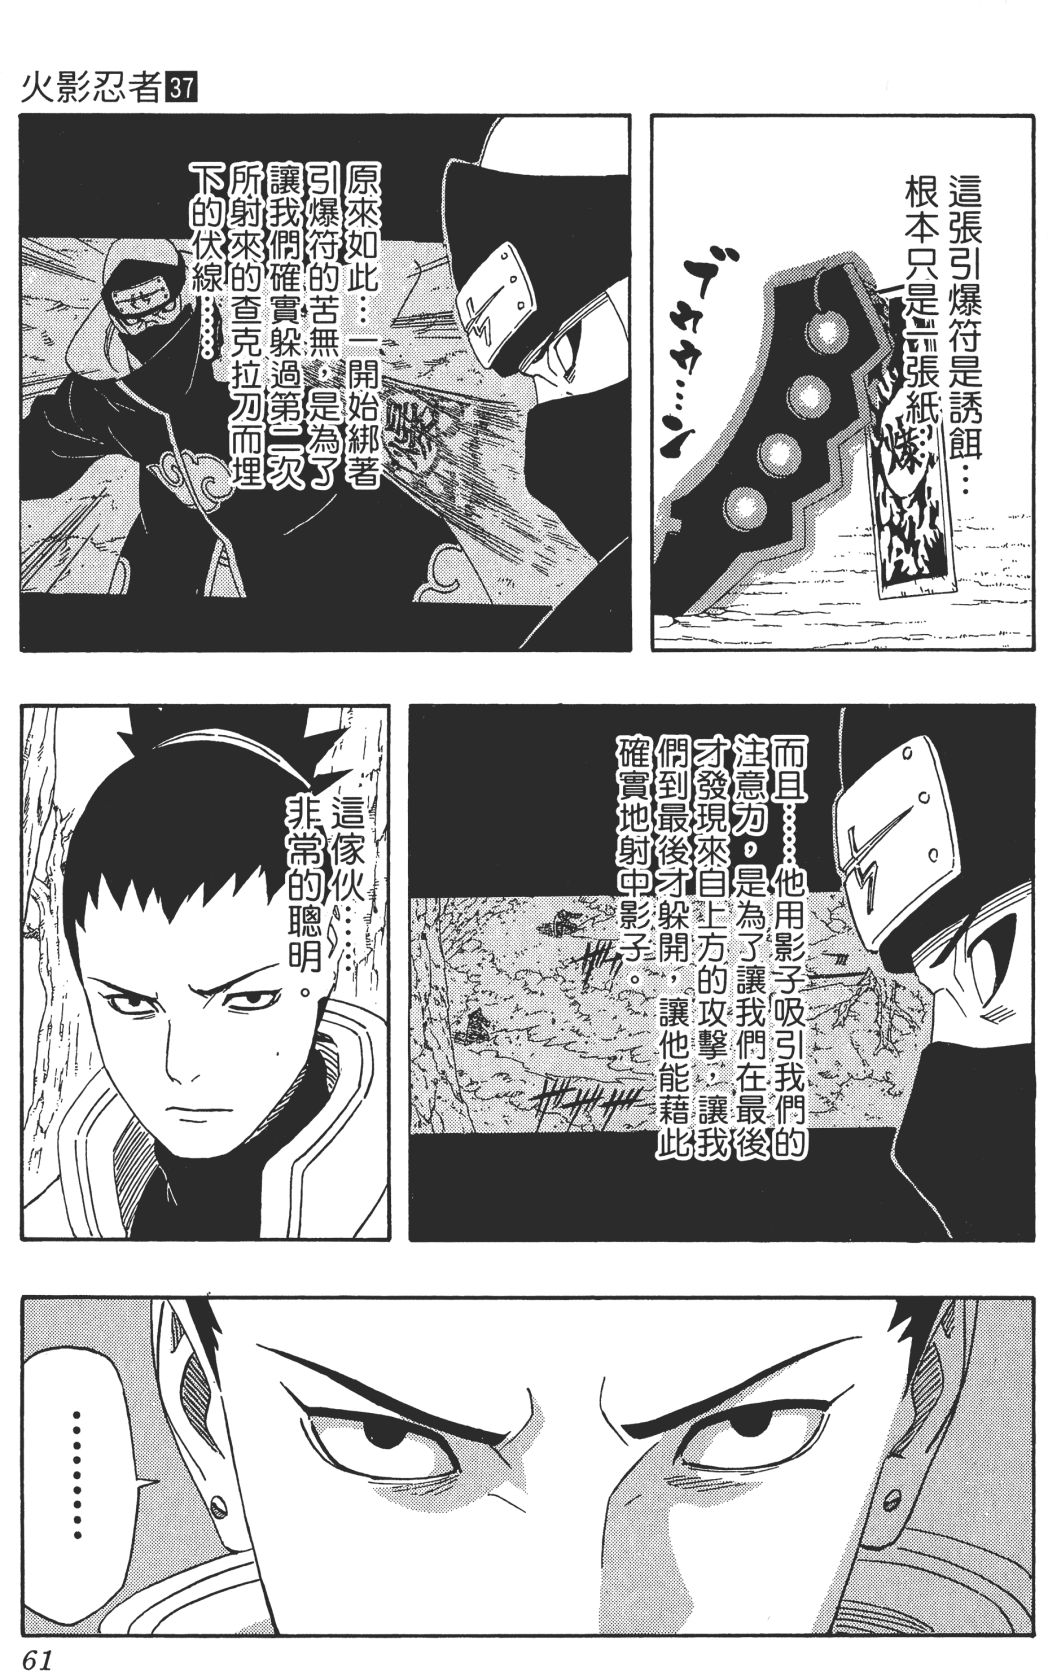 火影忍者37
這張引爆符是誘餌…
根本只是一張紙…
爆
ブ
ゥゥ…ン
原來如此…一開始綁著
引爆符的苦無，是為了
讓我們確實躲過第二次
所射來的查克拉刀而埋
下的伏線……
爆
而且……他用影子吸引我們的
注意力，是為了讓我們在最後
才發現來自上方的攻擊，讓我
們到最後才躲開，讓他能藉此
確實地射中影子。
這傢伙……
非常的聰明。
………
61